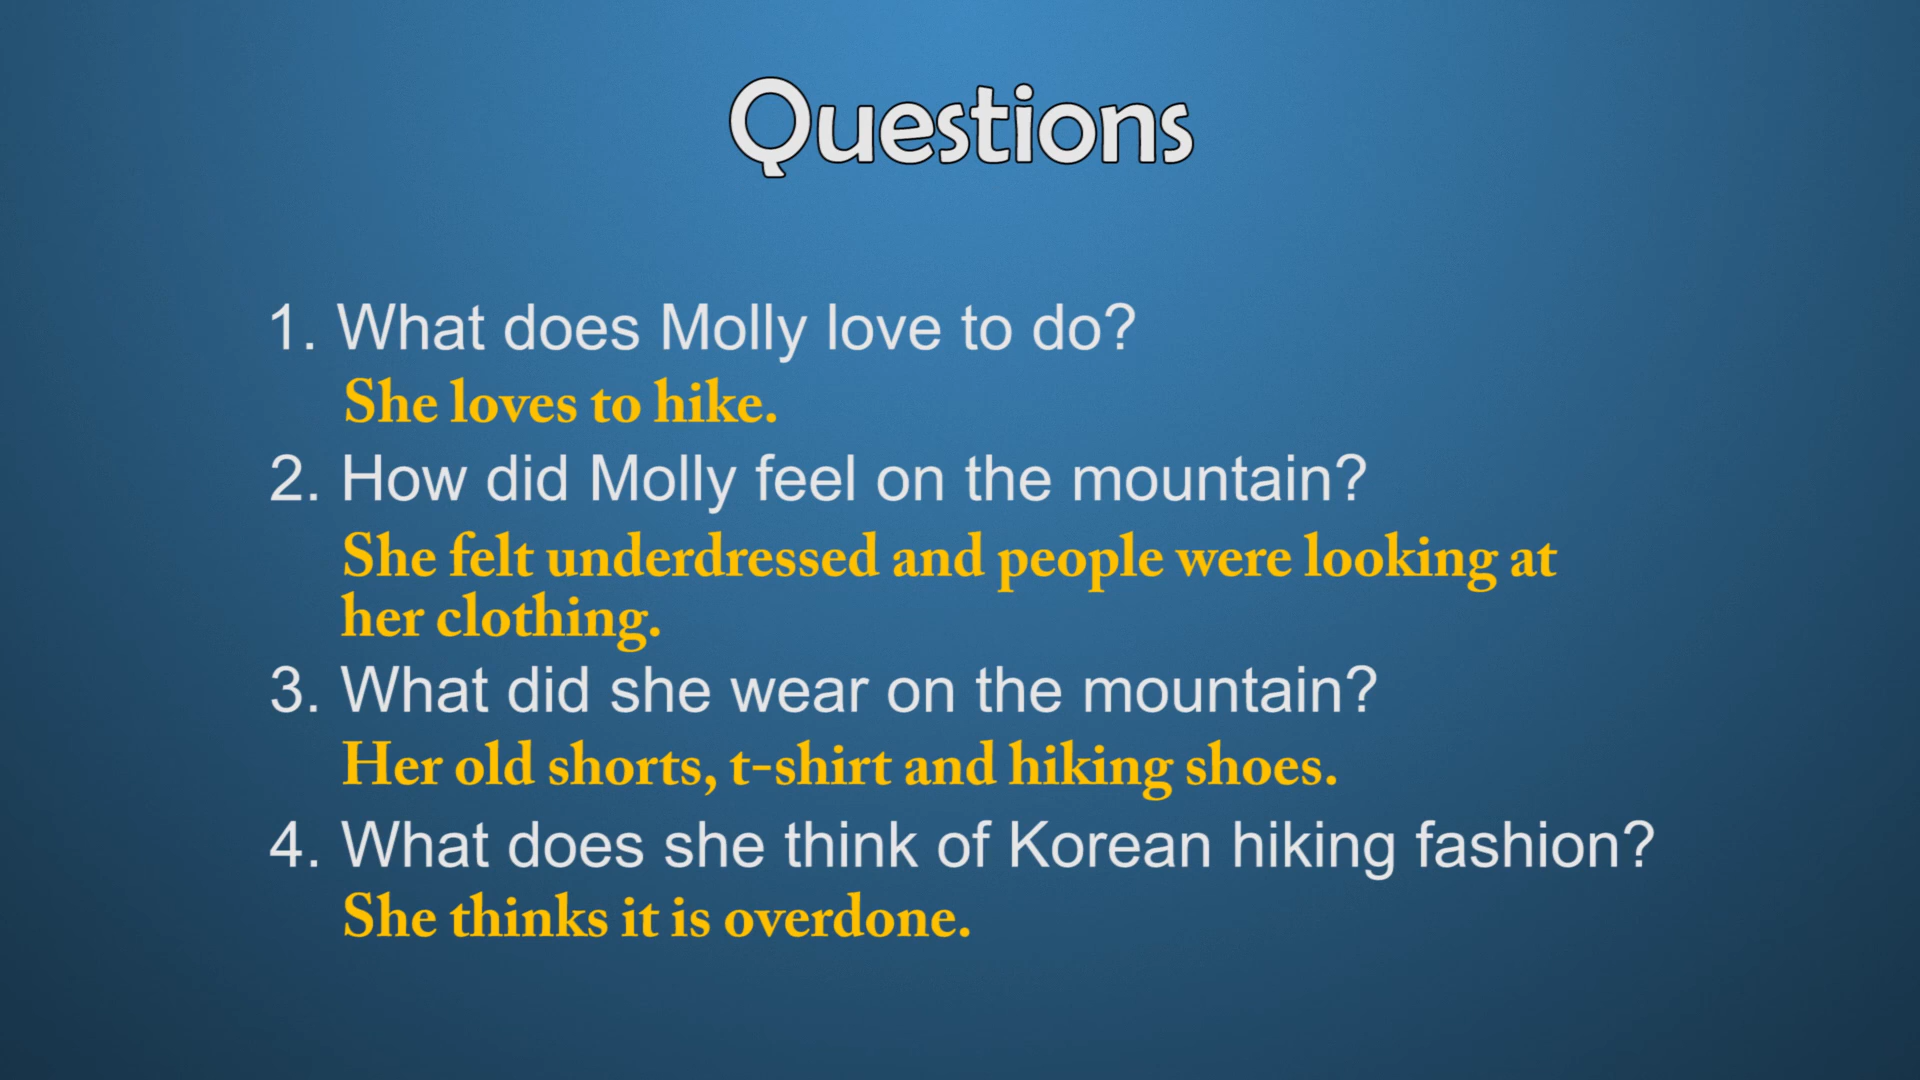 Questions
1. What does Molly love to do?
She loves to hike.
2. How did Molly feel on the mountain?
She felt underdressed and people were looking at
her clothing.
3. What did she wear on the mountain?
Her old shorts, t-shirt and hiking shoes.
4. What does she think of Korean hiking fashion?
She thinks it is overdone.